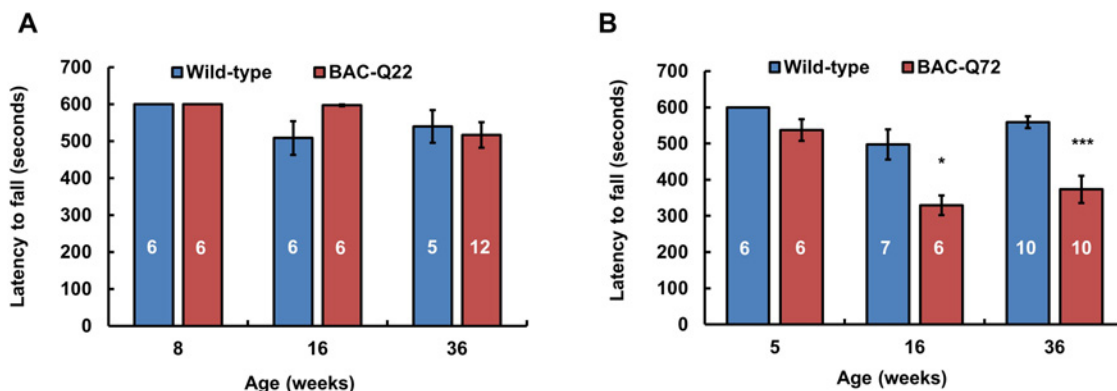 A
Wild-type BAC-Q22
Latency to fall (seconds)
700
600
500
400
300
200
100
0
6 6 6 6 5 12
8 16 36
Age (weeks)
B
Wild-type BAC-Q72
Latency to fall (seconds)
700
600
500
400
300
200
100
0
* ***
6 6 7 6 10 10
5 16 36
Age (weeks)